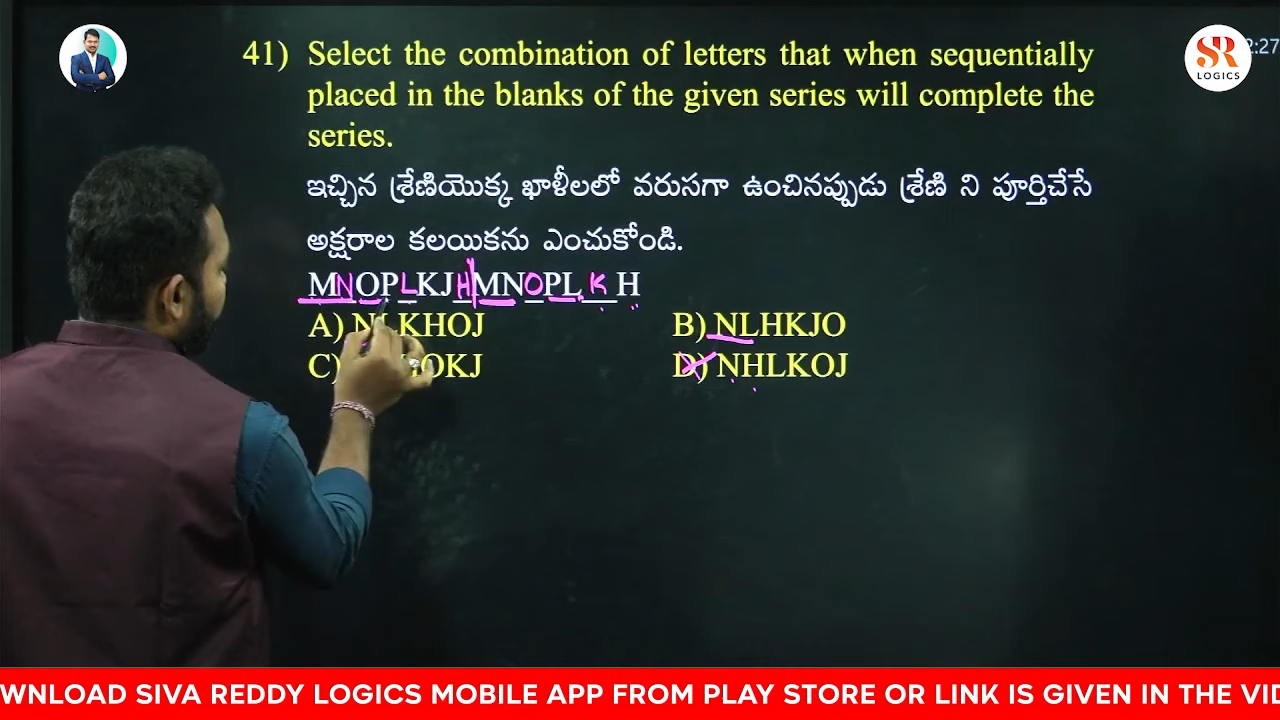 41) Select the combination of letters that when sequentially
SR
LOGICS
2:27
placed in the blanks of the given series will complete the
series.
ఇచ్చిన శ్రేణియొక్క ఖాళీలలో వరుసగా ఉంచినప్పుడు శ్రేణి ని పూర్తిచేసే
అక్షరాల కలయికను ఎంచుకోండి.
MNOPLKJHMNOPL_KH
A) NLKHOJ B) NLHKJO
C) OKJ D) NHLKOJ
WNLOAD SIVA REDDY LOGICS MOBILE APP FROM PLAY STORE OR LINK IS GIVEN IN THE VID